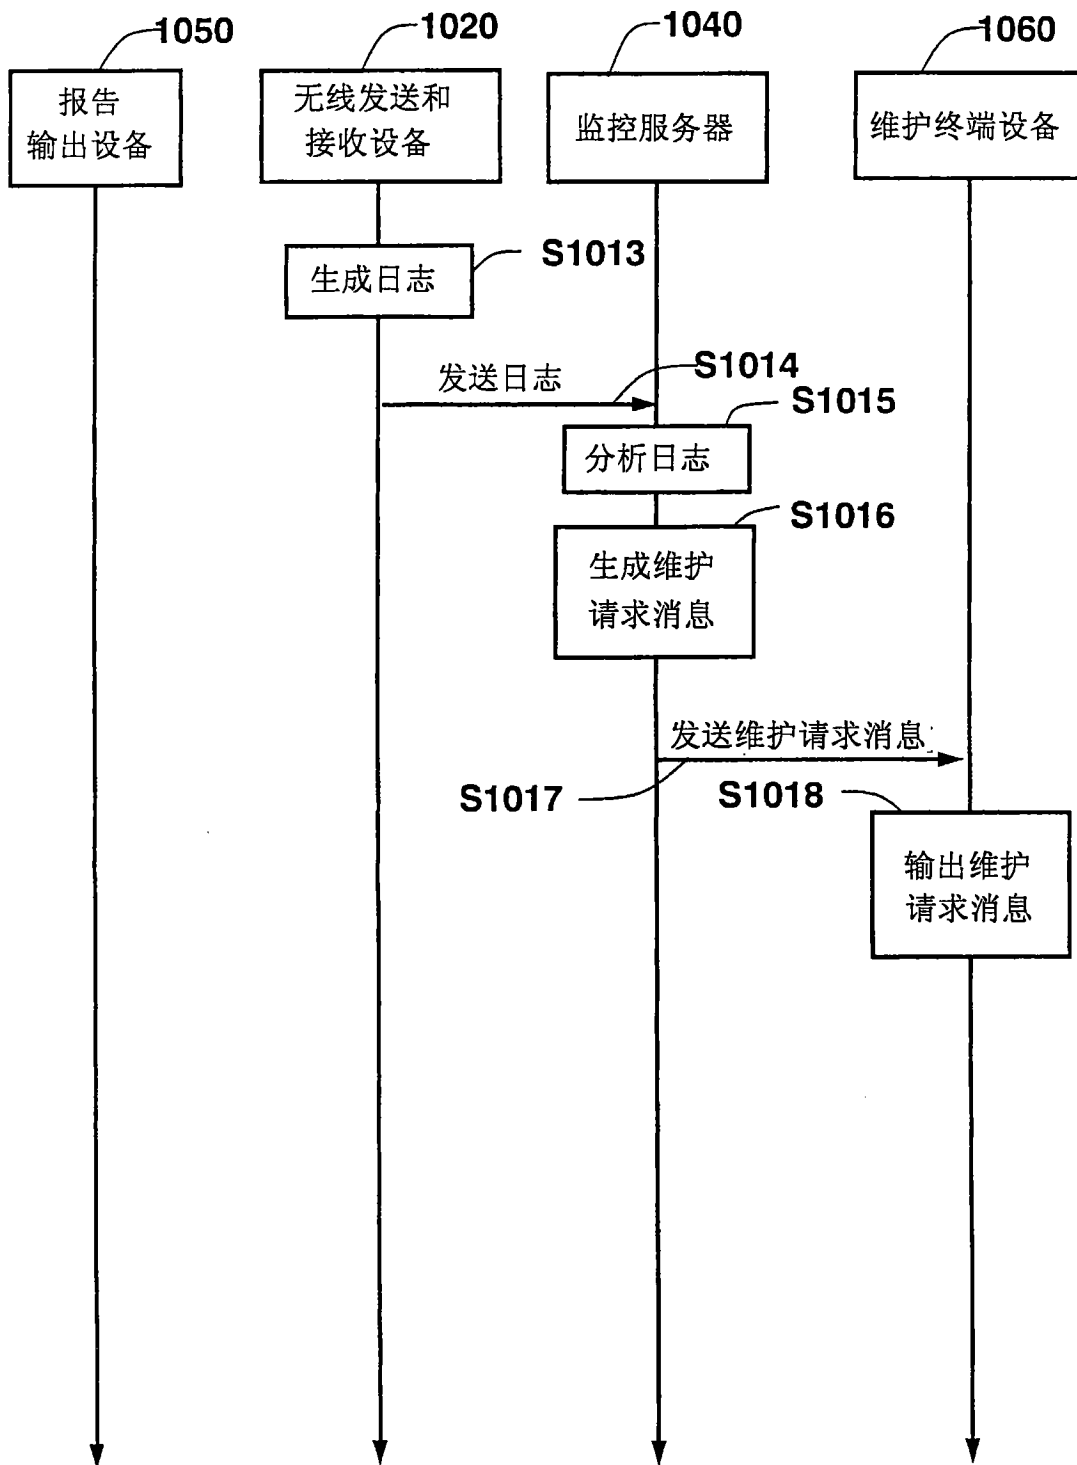 1050
1020
1040
1060
报告
输出设备
无线发送和
接收设备
监控服务器
维护终端设备
S1013
生成日志
发送日志
S1014
S1015
分析日志
S1016
生成维护
请求消息
发送维护请求消息
S1017
S1018
输出维护
请求消息